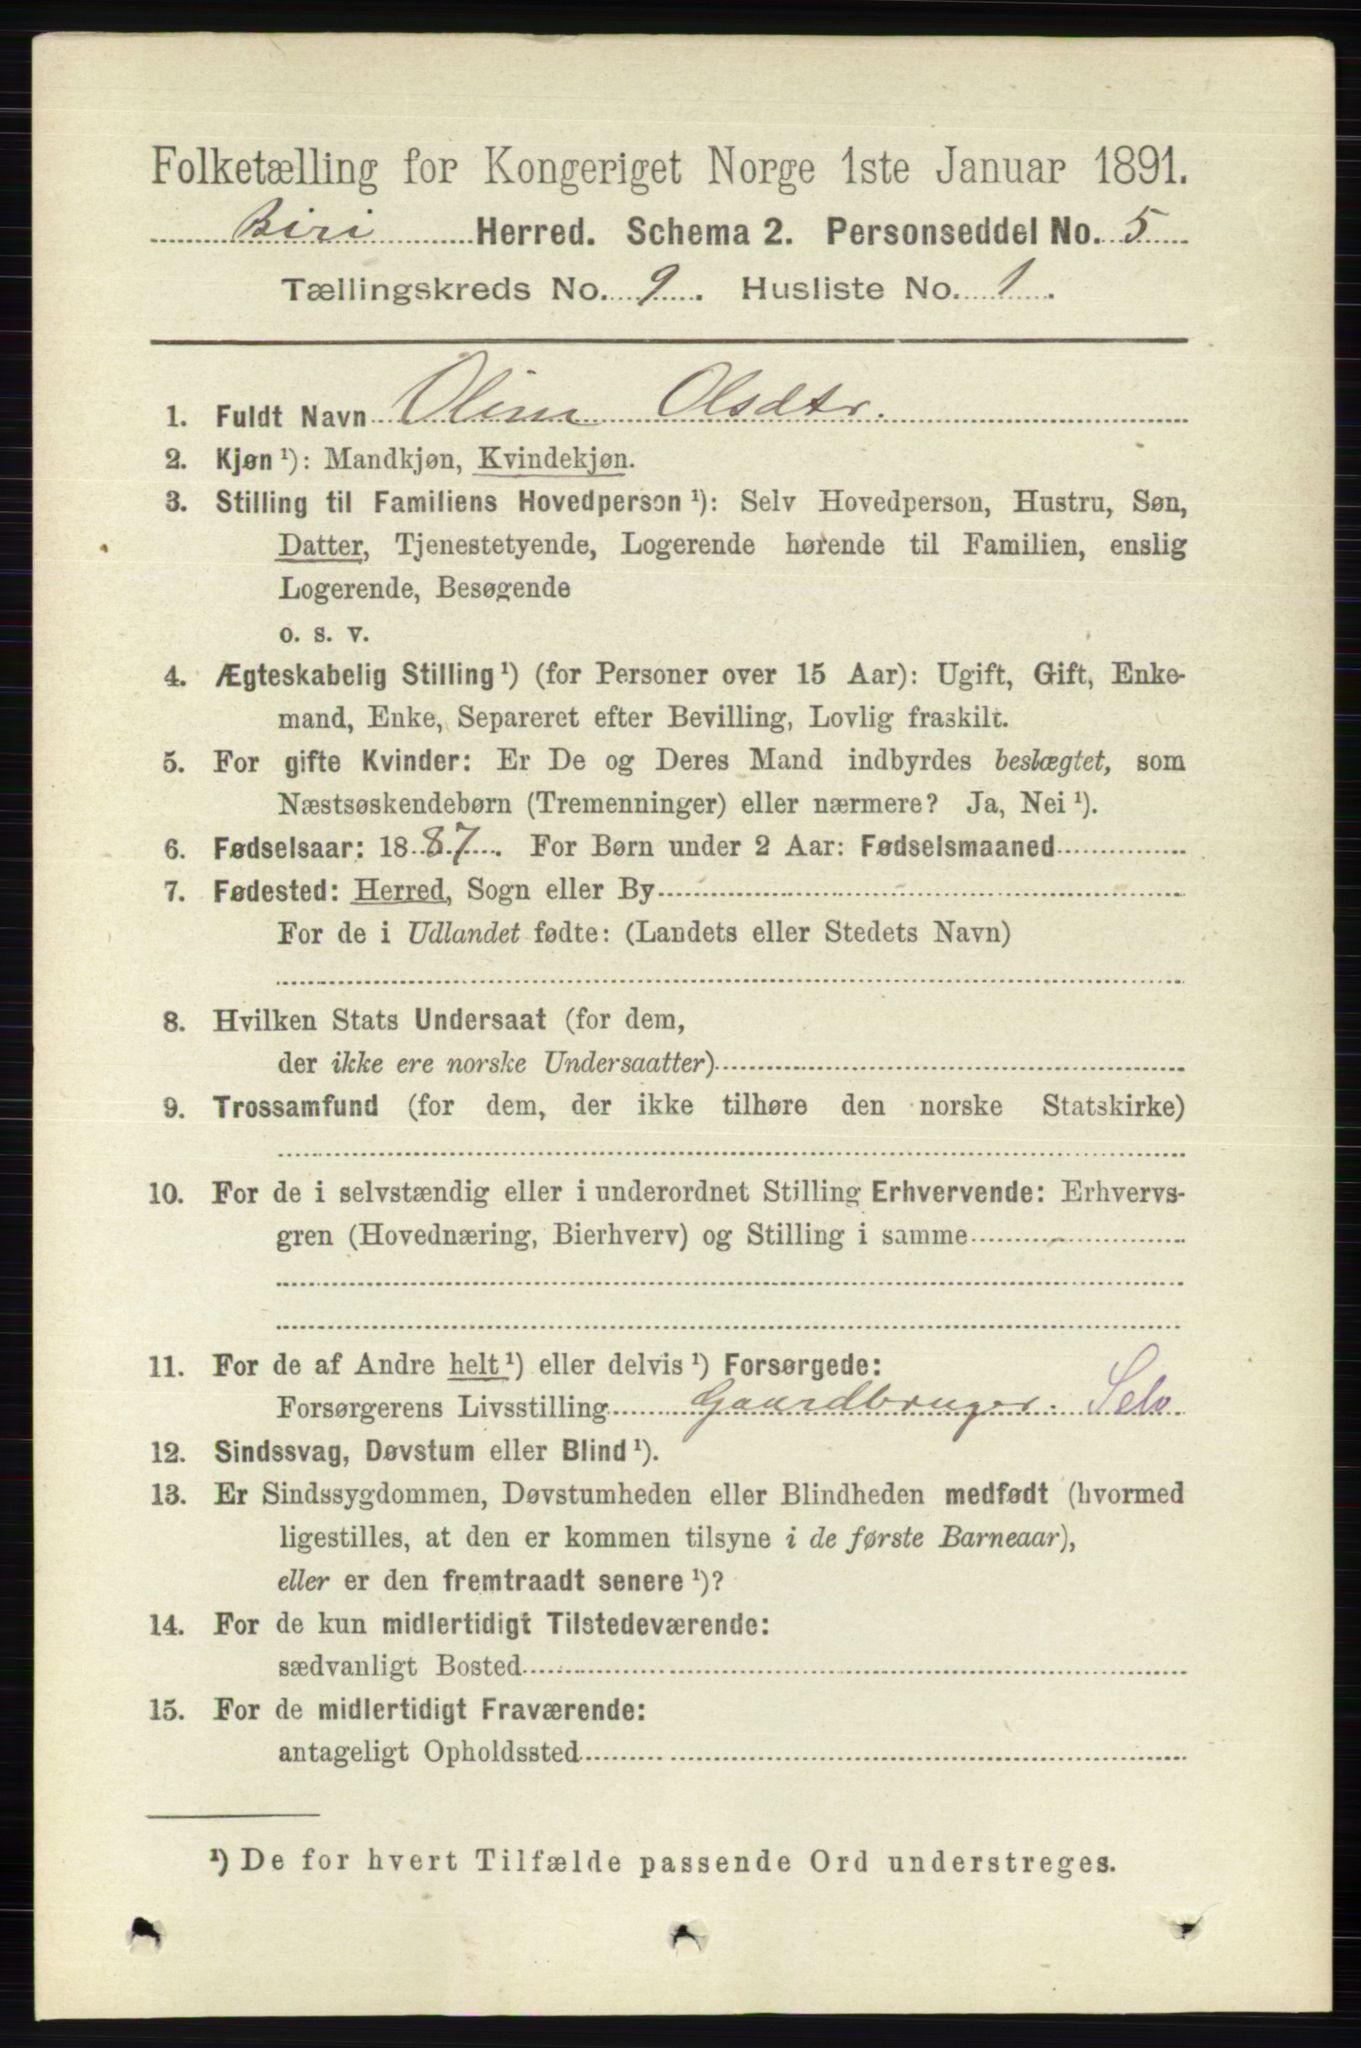 Folketælling for Kongeriget Norge 1ste Januar 1891.
Biri Herred. Schema 2. Personseddel No. 5
Tællingskreds No. 9. Husliste No. 1.
1. Fuldt Navn Oline Olsdtr.
2. Kjøn ¹): Mandkjøn, Kvindekjøn.
3. Stilling til Familiens Hovedperson ¹): Selv Hovedperson, Hustru, Søn,
Datter, Tjenestetyende, Logerende hørende til Familien, enslig
Logerende, Besøgende
o. s. v.
4. Ægteskabelig Stilling ¹) (for Personer over 15 Aar): Ugift, Gift, Enke-
mand, Enke, Separeret efter Bevilling, Lovlig fraskilt.
5. For gifte Kvinder: Er De og Deres Mand indbyrdes beslægtet, som
Næstsøskendebørn (Tremenninger) eller nærmere? Ja, Nei ¹).
6. Fødselsaar: 1887. For Børn under 2 Aar: Fødselsmaaned
7. Fødested: Herred, Sogn eller By
For de i Udlandet fødte: (Landets eller Stedets Navn)
8. Hvilken Stats Undersaat (for dem,
der ikke ere norske Undersaatter)
9. Trossamfund (for dem, der ikke tilhøre den norske Statskirke)
10. For de i selvstændig eller i underordnet Stilling Erhvervende: Erhvervs-
gren (Hovednæring, Bierhverv) og Stilling i samme
11. For de af Andre helt ¹) eller delvis ¹) Forsørgede:
Forsørgerens Livsstilling Gaardbruger. Selv
12. Sindssvag, Døvstum eller Blind ¹).
13. Er Sindssygdommen, Døvstumheden eller Blindheden medfødt (hvormed
ligestilles, at den er kommen tilsyne i de første Barneaar),
eller er den fremtraadt senere ¹)?
14. For de kun midlertidigt Tilstedeværende:
sædvanligt Bosted
15. For de midlertidigt Fraværende:
antageligt Opholdssted
¹) De for hvert Tilfælde passende Ord understreges.